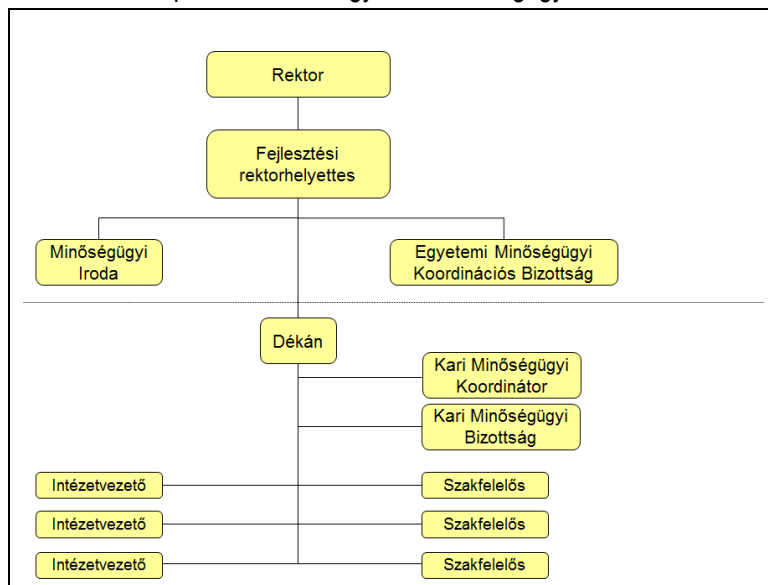 Rektor
Fejlesztési
rektorhelyettes
Minőségügyi
Iroda
Egyetemi Minőségügyi
Koordinációs Bizottság
Dékán
Kari Minőségügyi
Koordinátor
Kari Minőségügyi
Bizottság
Intézetvezető
Szakfelelős
Intézetvezető
Szakfelelős
Intézetvezető
Szakfelelős